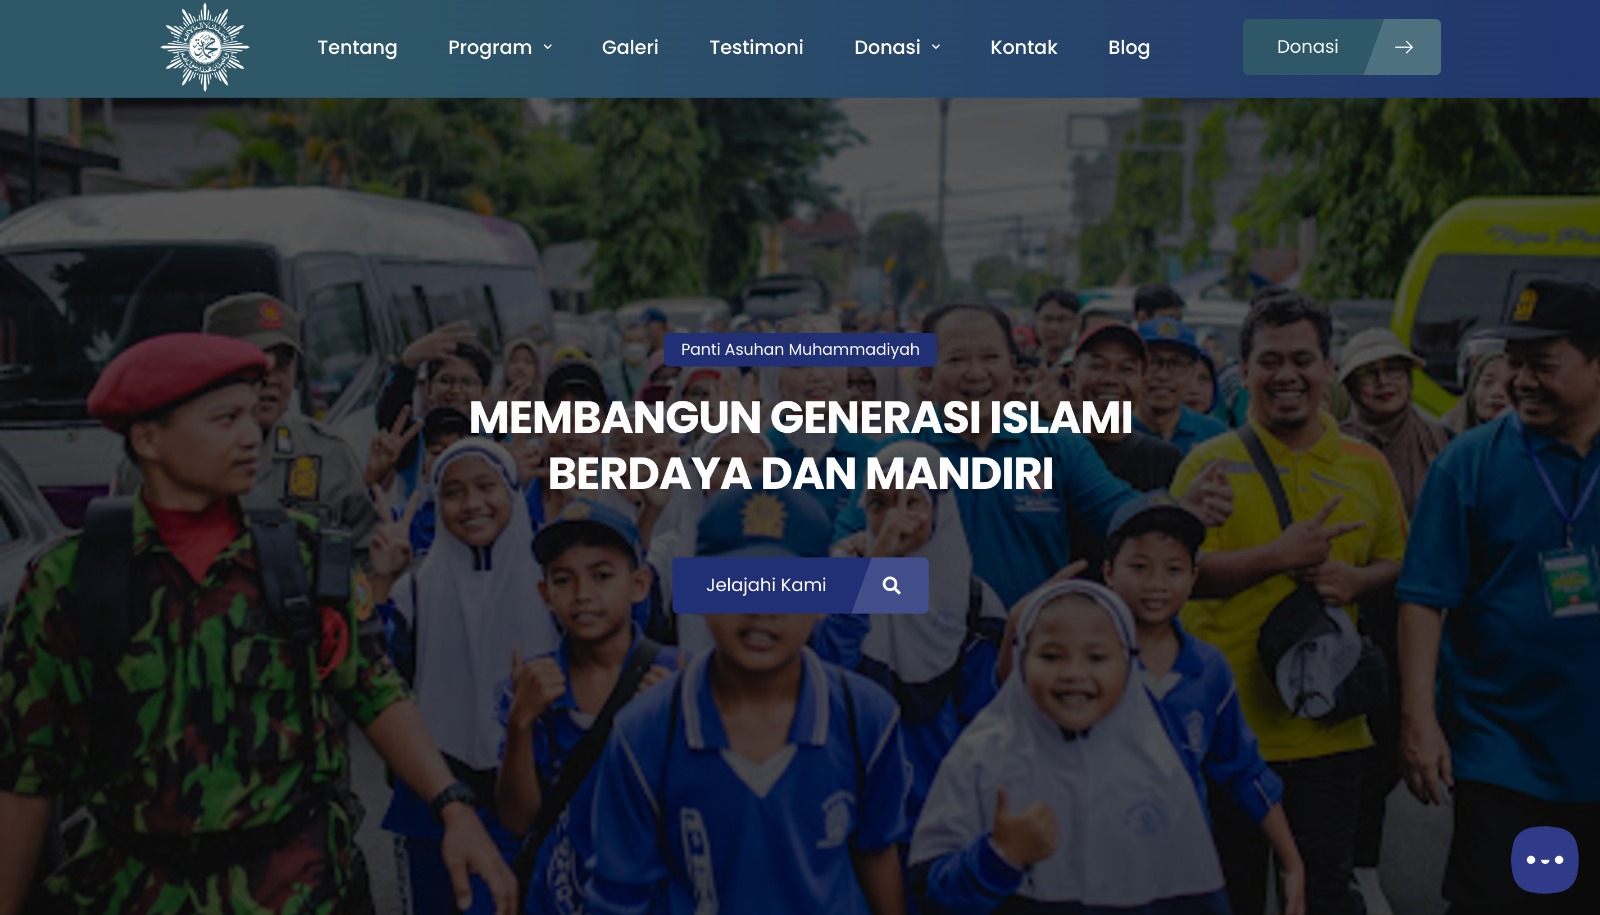 Tentang
Program
Galeri
Testimoni
Donasi
Kontak
Blog
Donasi
Panti Asuhan Muhammadiyah
MEMBANGUN GENERASI ISLAMI
BERDAYA DAN MANDIRI
Jelajahi Kami